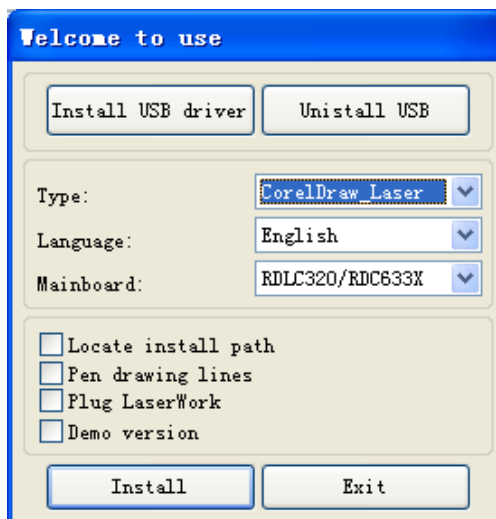 Welcome to use
Install USB driver Unistall USB
Type: CorelDraw_Laser
Language: English
Mainboard: RDLC320/RDC633X
Locate install path
Pen drawing lines
Plug LaserWork
Demo version
Install Exit